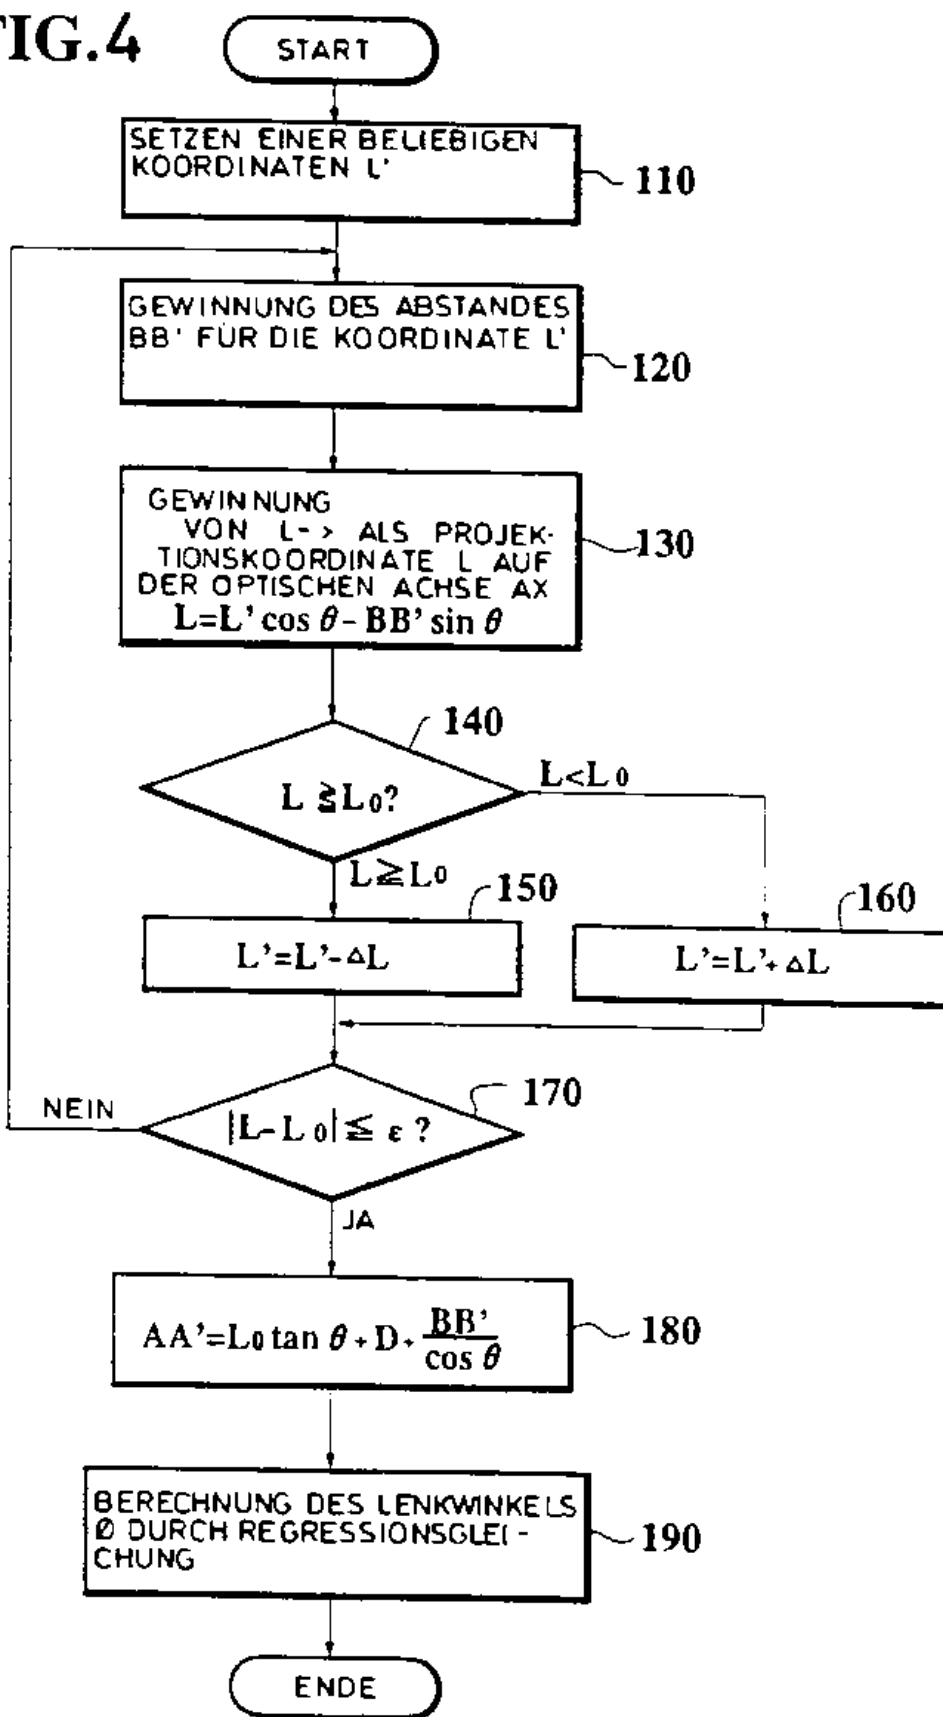 FIG.4
START
SETZEN EINER BELIEBIGEN
KOORDINATEN L'
110
GEWINNUNG DES ABSTANDES
BB' FÜR DIE KOORDINATE L'
120
GEWINNUNG
VON L-> ALS PROJEK-
TIONSKOORDINATE L AUF
DER OPTISCHEN ACHSE AX
L=L' cos θ - BB' sin θ
130
140
L ≧ L0?
L<L0
L≧L0
150
L'=L'-ΔL
160
L'=L'+ΔL
170
|L-L0| ≦ ε ?
NEIN
JA
AA'=L0 tan θ + D + BB'/cos θ
180
BERECHNUNG DES LENKWINKELS
Ø DURCH REGRESSIONSGLEI-
CHUNG
190
ENDE